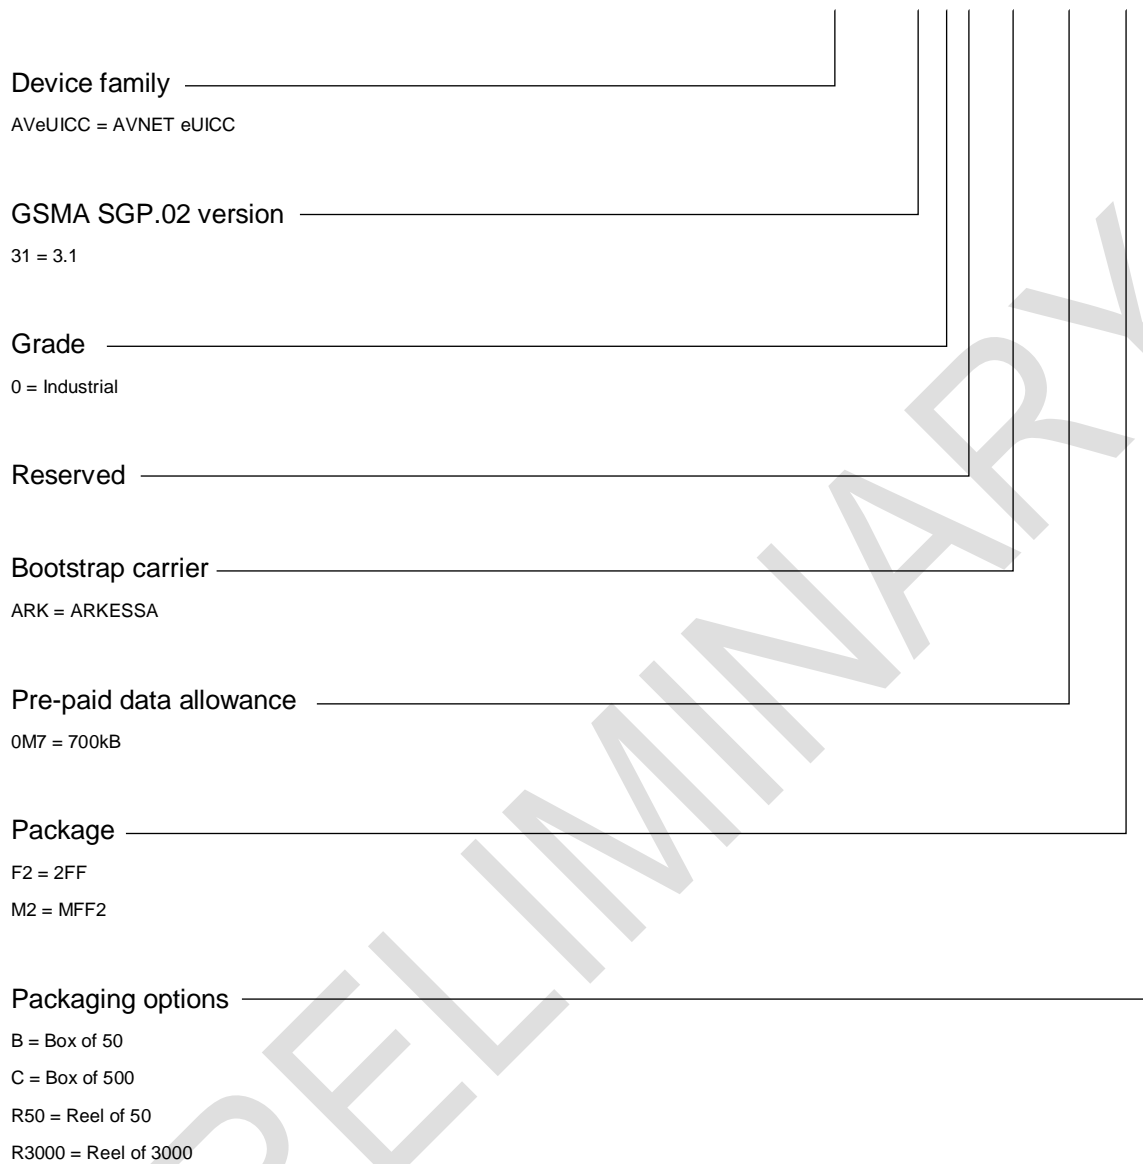 Device family
AVeUICC = AVNET eUICC
GSMA SGP.02 version
31 = 3.1
Grade
0 = Industrial
Reserved
Bootstrap carrier
ARK = ARKESSA
Pre-paid data allowance
0M7 = 700kB
Package
F2 = 2FF
M2 = MFF2
Packaging options
B = Box of 50
C = Box of 500
R50 = Reel of 50
R3000 = Reel of 3000
PRELIMINARY